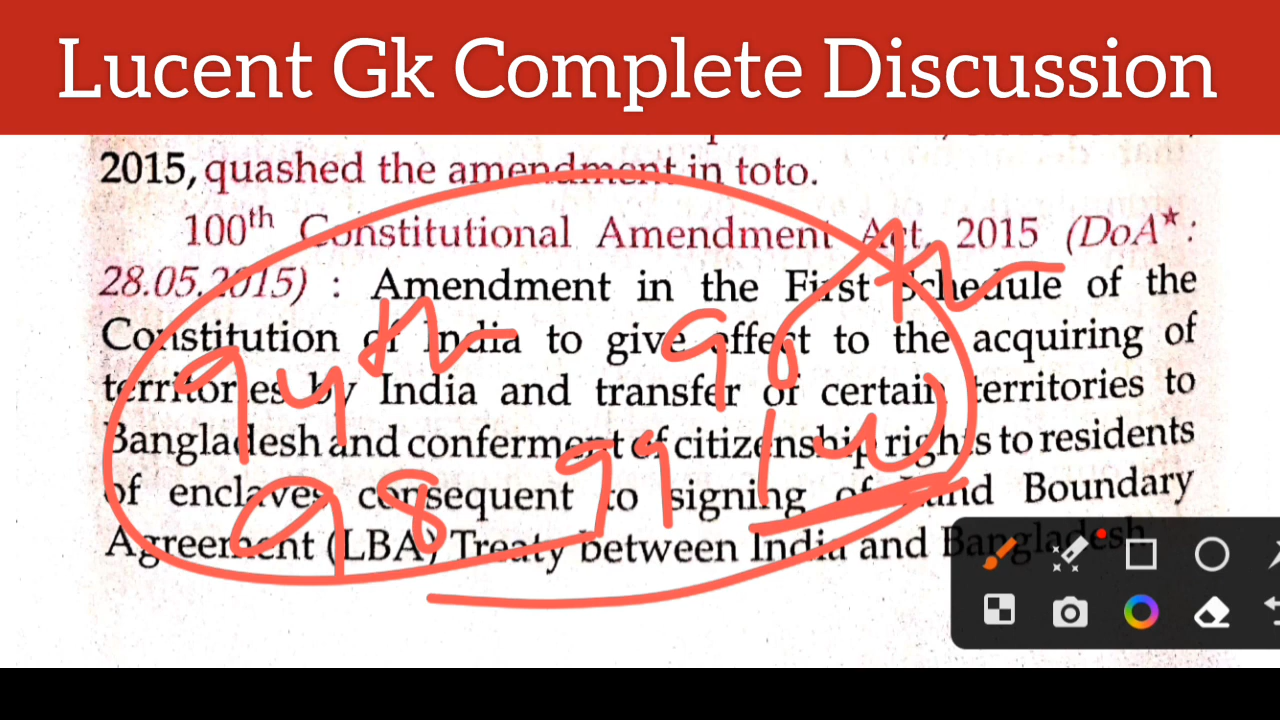 Lucent Gk Complete Discussion
2015, quashed the amendment in toto.
100th Constitutional Amendment Act, 2015 (DoA*:
28.05.2015) : Amendment in the First Schedule of the
Constitution of India to give effect to the acquiring of
territories by India and transfer of certain territories to
Bangladesh and conferment of citizenship rights to residents
of enclaves consequent to signing of Land Boundary
Agreement (LBA) Treaty between India and Bangladesh.
98
99